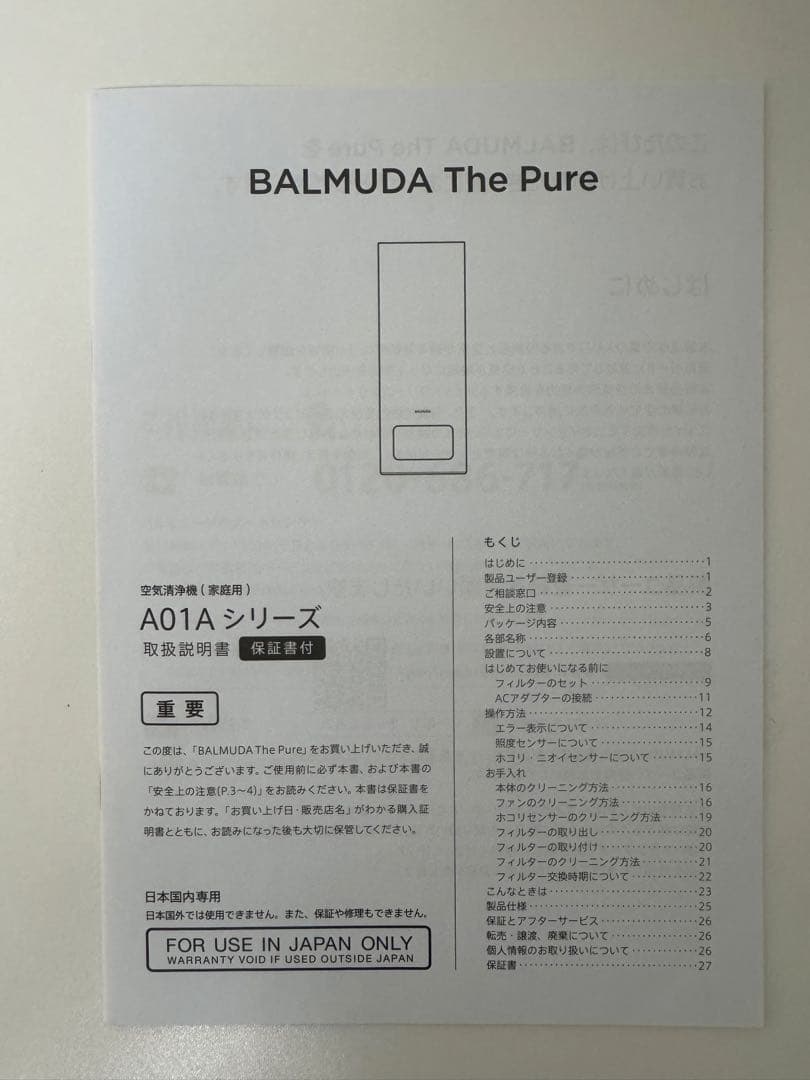 BALMUDA The Pure
BALMUDA
空気清浄機(家庭用)
A01Aシリーズ
取扱説明書 保証書付
重要
この度は、「BALMUDA The Pure」をお買い上げいただき、誠
にありがとうございます。ご使用前に必ず本書、および本書の
「安全上の注意(P.3〜4)」をお読みください。本書は保証書を
かねております。「お買い上げ日・販売店名」がわかる購入証
明書とともに、お読みになった後も大切に保管してください。
日本国内専用
日本国外では使用できません。また、保証や修理もできません。
FOR USE IN JAPAN ONLY
WARRANTY VOID IF USED OUTSIDE JAPAN
もくじ
はじめに 1
製品ユーザー登録 1
ご相談窓口 2
安全上の注意 3
パッケージ内容 5
各部名称 6
設置について 8
はじめてお使いになる前に
フィルターのセット 9
ACアダプターの接続 11
操作方法 12
エラー表示について 14
照度センサーについて 15
ホコリ・ニオイセンサーについて 15
お手入れ
本体のクリーニング方法 16
ファンのクリーニング方法 16
ホコリセンサーのクリーニング方法 19
フィルターの取り出し 20
フィルターの取り付け 20
フィルターのクリーニング方法 21
フィルター交換時期について 22
こんなときは 23
製品仕様 25
保証とアフターサービス 26
転売・譲渡、廃棄について 26
個人情報のお取り扱いについて 26
保証書 27